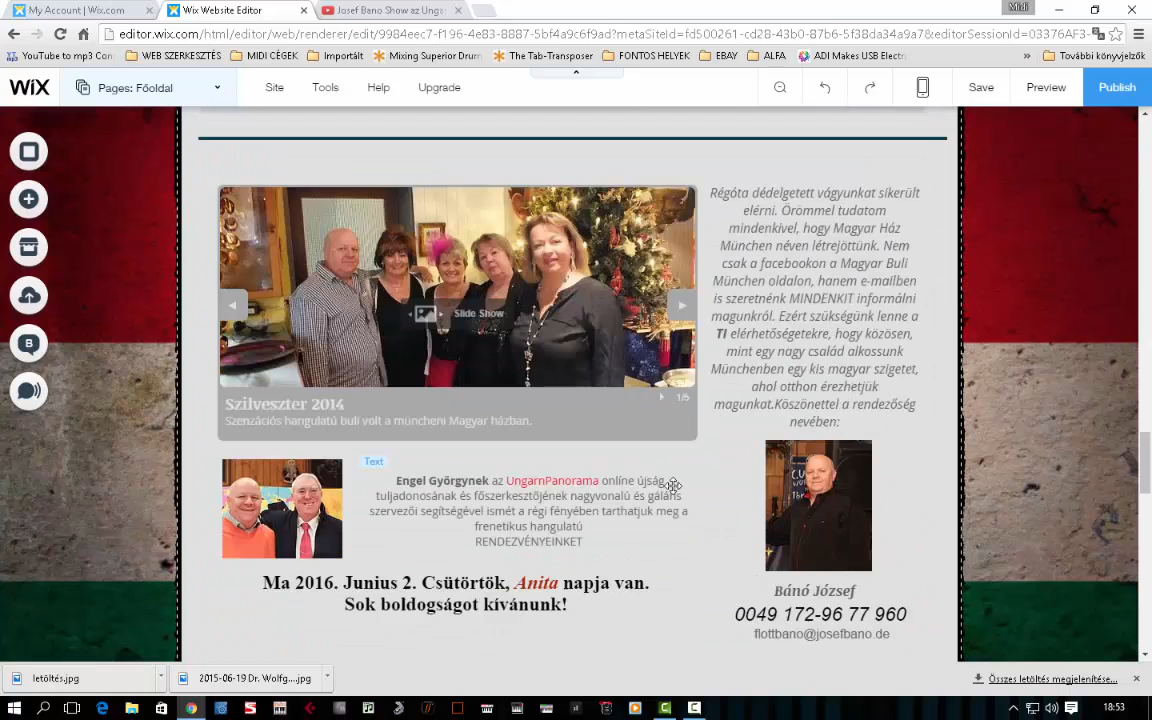 My Account | Wix.com
Wix Website Editor
Josef Bano Show az Unga
Midi
editor.wix.com/html/editor/web/renderer/edit/9984eec7-f196-4e83-8887-5bf4a9c6f9ad?metaSiteId=fd500261-cd28-43b0-87b6-5f38da34a9a7&editorSessionId=03376AF3-
YouTube to mp3 Con
WEB SZERKESZTÉS
MIDI CÉGEK
Importált
Mixing Superior Drum
The Tab-Transposer
FONTOS HELYEK
EBAY
ALFA
ADI Makes USB Electr
»
További könyvjelzők
WiX
Pages: Főoldal
Site
Tools
Help
Upgrade
Save
Preview
Publish
B
Slide Show
Szilveszter 2014
1/5
Szenzációs hangulatú buli volt a müncheni Magyar házban.
Régóta dédelgetett vágyunkat sikerült
elérni. Örömmel tudatom
mindenkivel, hogy Magyar Ház
München néven létrejöttünk. Nem
csak a facebookon a Magyar Buli
München oldalon, hanem e-mailben
is szeretnénk MINDENKIT informálni
magunkról. Ezért szükségünk lenne a
TI elérhetőségetekre, hogy közösen,
mint egy nagy család alkossunk
Münchenben egy kis magyar szigetet,
ahol otthon érezhetjük
magunkat.Köszönettel a rendezőség
nevében:
Text
Engel Györgynek az UngarnPanorama onlíne újság
tuljadonosának és főszerkesztőjének nagyvonalú és gáláns
szervezői segítségével ismét a régi fényében tarthatjuk meg a
frenetikus hangulatú
RENDEZVÉNYEINKET
Ma 2016. Junius 2. Csütörtök, Anita napja van.
Sok boldogságot kívánunk!
Bánó József
0049 172-96 77 960
flottbano@josefbano de
letöltés.jpg
2015-06-19 Dr. Wolfg....jpg
Összes letöltés megjelenítése...
18:53